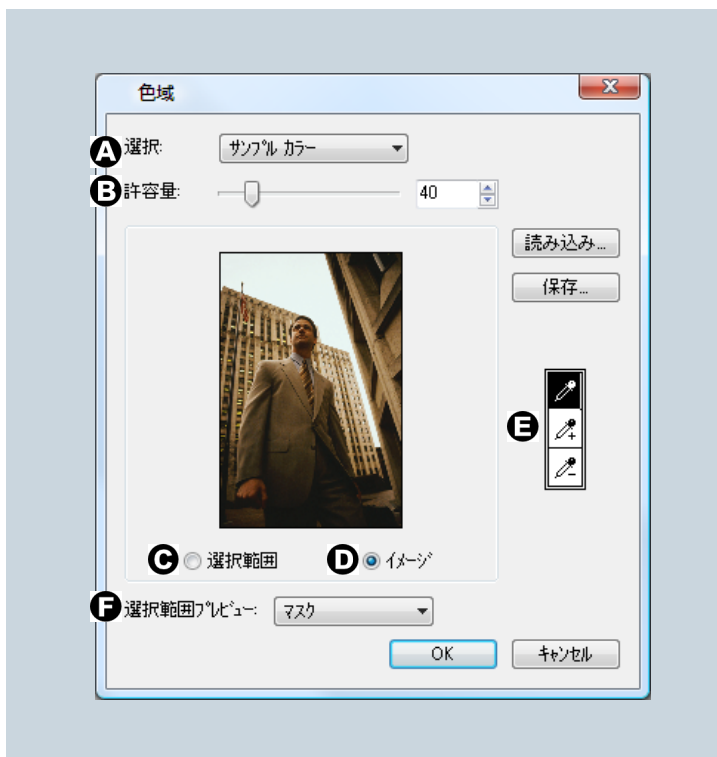 色域
A 選択: サンプル カラー
B 許容量: 40
読み込み...
保存...
E
C 選択範囲 D イメージ
F 選択範囲プレビュー: マスク
OK キャンセル